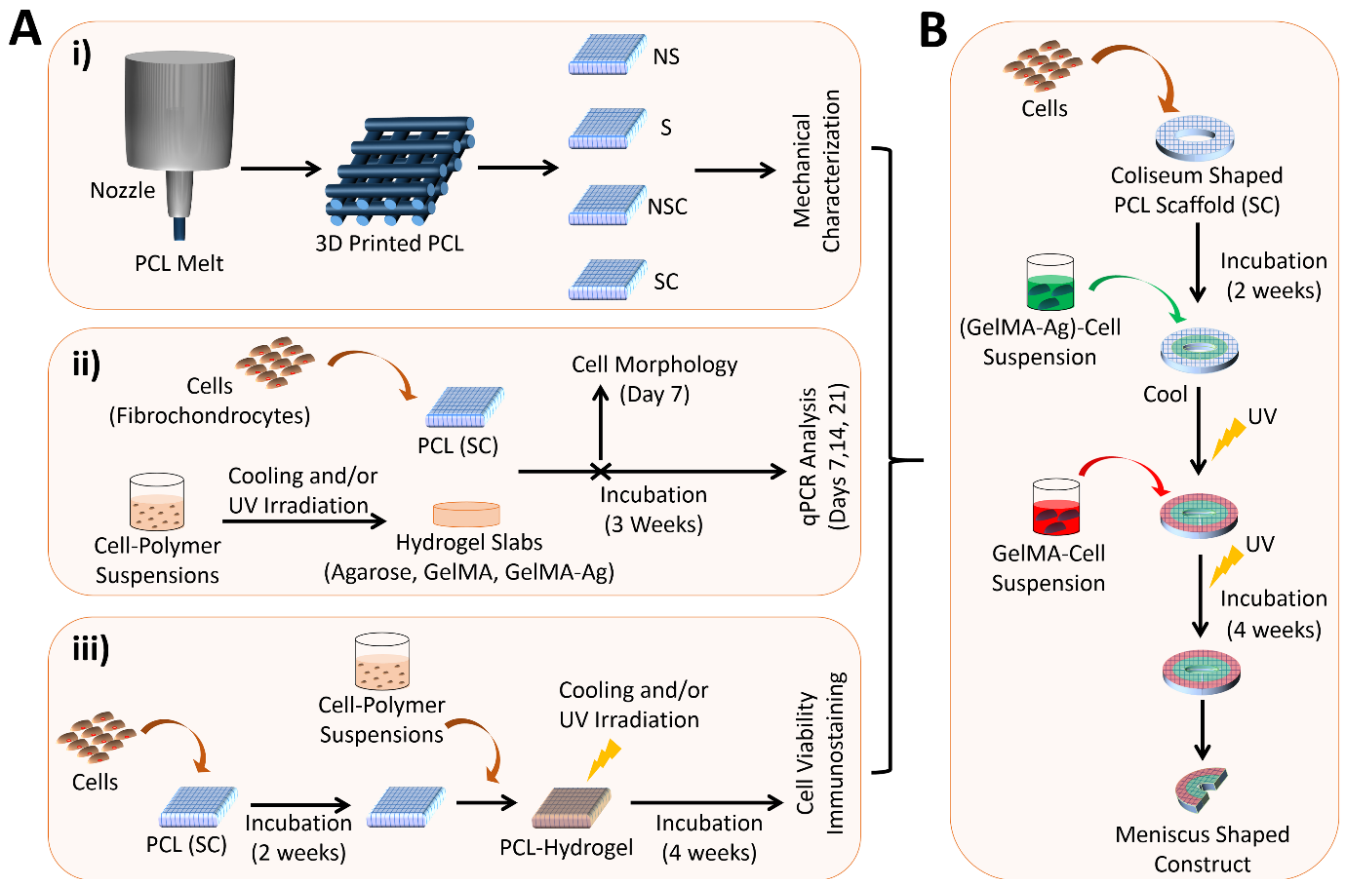 A
i)
Nozzle
PCL Melt
3D Printed PCL
NS
S
NSC
SC
Mechanical
Characterization
ii)
Cells
(Fibrochondrocytes)
PCL (SC)
Cell-Polymer
Suspensions
Cooling and/or
UV Irradiation
Hydrogel Slabs
(Agarose, GelMA, GelMA-Ag)
Cell Morphology
(Day 7)
Incubation
(3 Weeks)
qPCR Analysis
(Days 7,14, 21)
iii)
Cells
PCL (SC)
Incubation
(2 weeks)
Cell-Polymer
Suspensions
Cooling and/or
UV Irradiation
PCL-Hydrogel
Incubation
(4 weeks)
Cell Viability
Immunostaining
B
Cells
Coliseum Shaped
PCL Scaffold (SC)
Incubation
(2 weeks)
(GelMA-Ag)-Cell
Suspension
Cool
UV
GelMA-Cell
Suspension
UV
Incubation
(4 weeks)
Meniscus Shaped
Construct